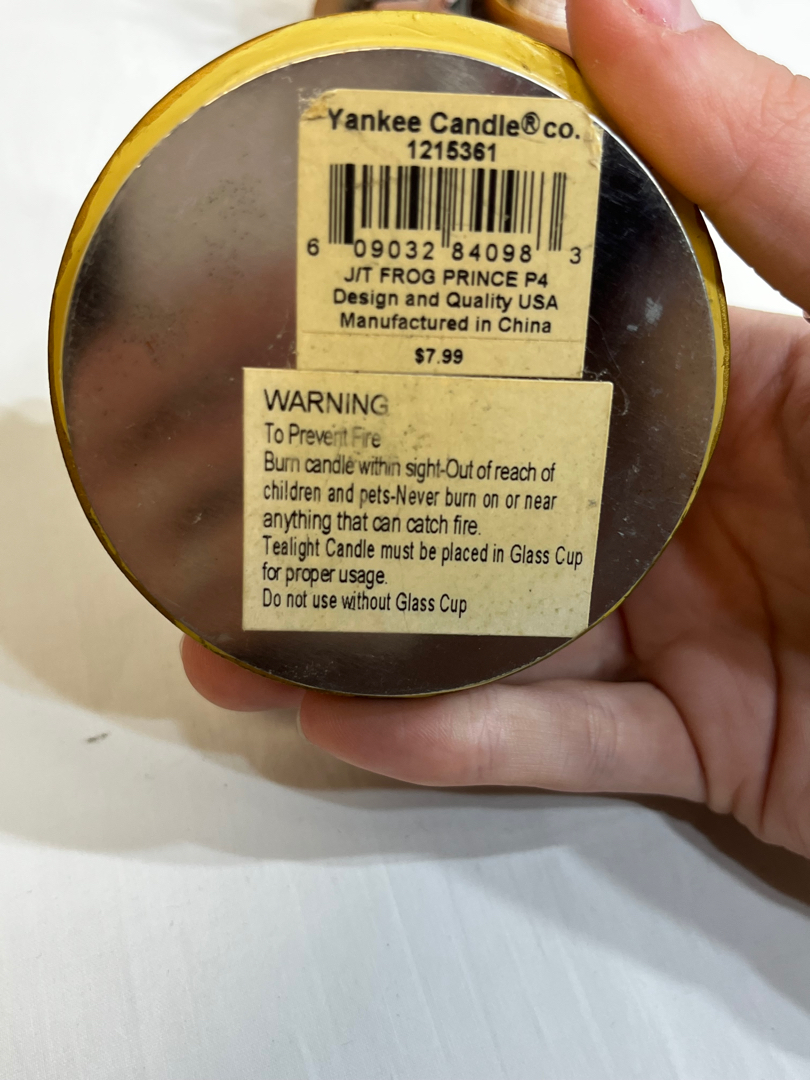 Yankee Candle® co.
1215361
6 09032 84098 3
J/T FROG PRINCE P4
Design and Quality USA
Manufactured in China
$7.99
WARNING
To Prevent Fire
Burn candle within sight-Out of reach of
children and pets-Never burn on or near
anything that can catch fire.
Tealight Candle must be placed in Glass Cup
for proper usage.
Do not use without Glass Cup